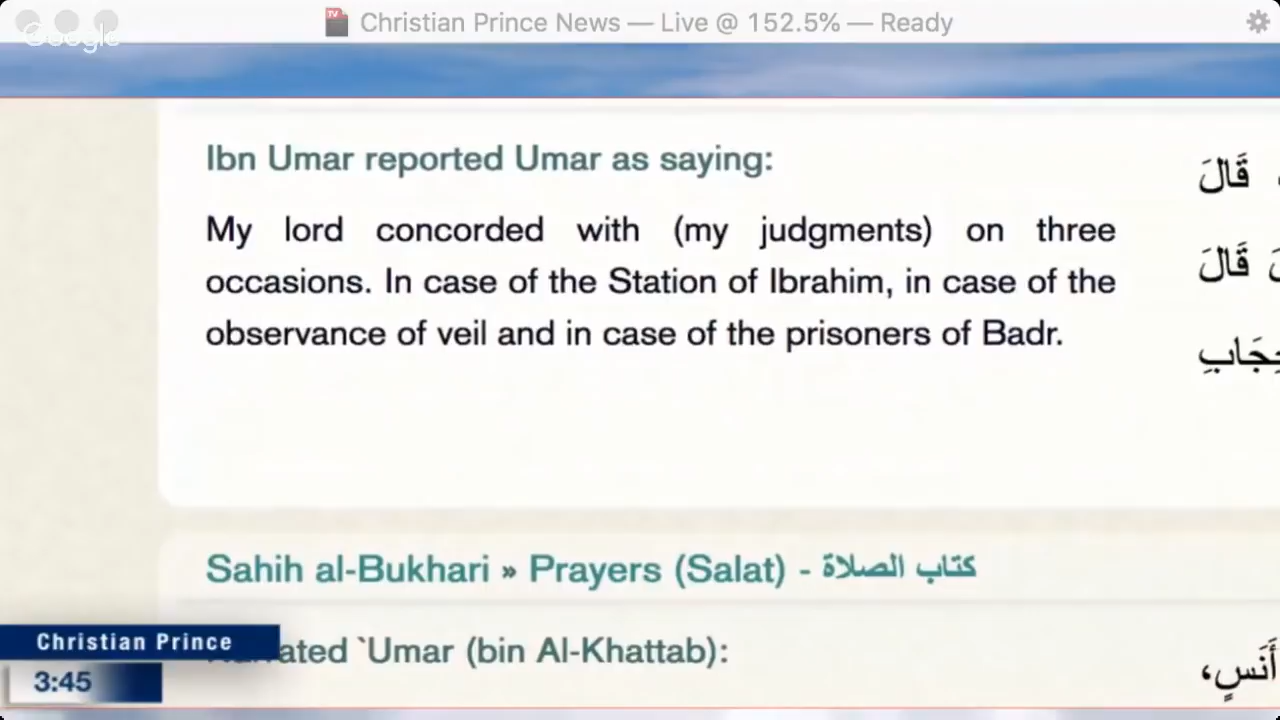 Christian Prince News — Live @ 152.5% — Ready
Google
Ibn Umar reported Umar as saying:
قَالَ
My lord concorded with (my judgments) on three
occasions. In case of the Station of Ibrahim, in case of the
قَالَ
observance of veil and in case of the prisoners of Badr.
Sahih al-Bukhari » Prayers (Salat) - كتاب الصلاة
Christian Prince
`Umar (bin Al-Khattab):
أَنَسٍ،
3:45